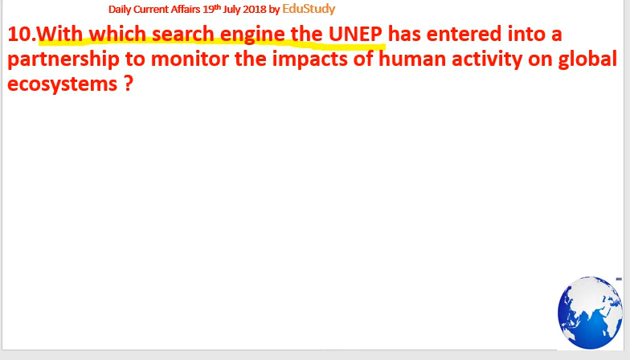 Daily Current Affairs 19th July 2018 by EduStudy
10.With which search engine the UNEP has entered into a
partnership to monitor the impacts of human activity on global
ecosystems ?